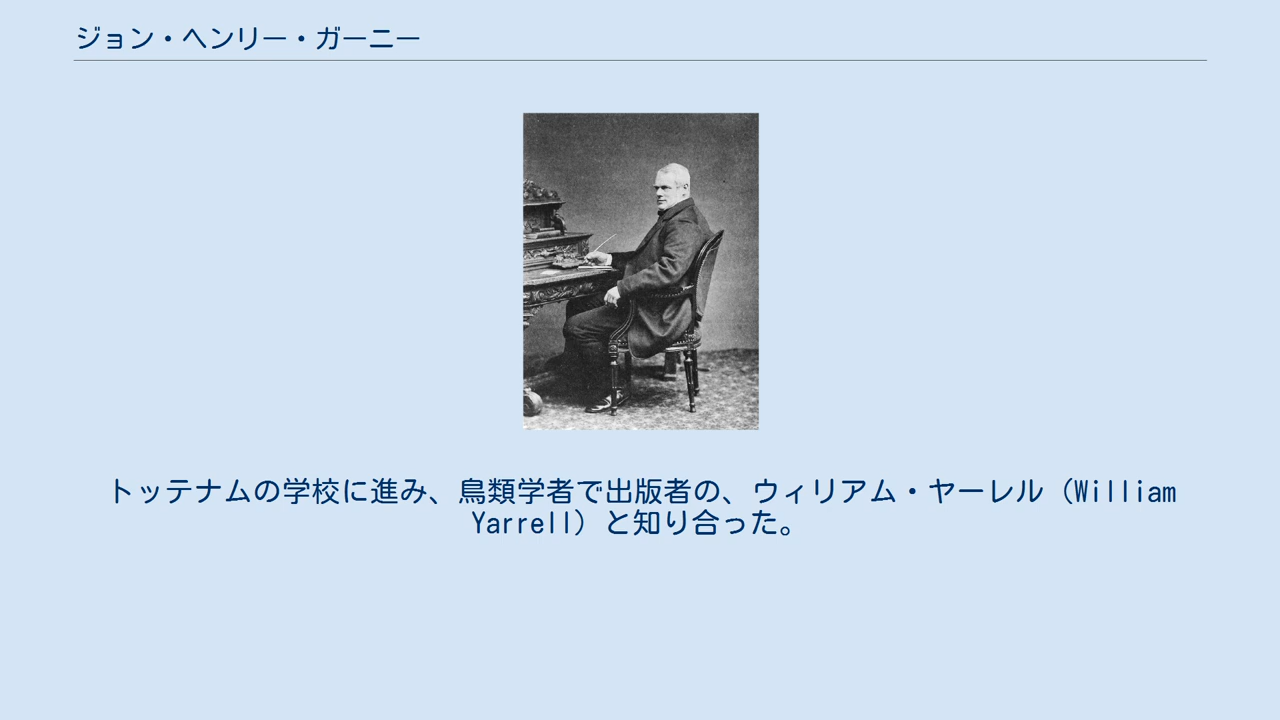 ジョン・ヘンリー・ガーニー
トッテナムの学校に進み、鳥類学者で出版者の、ウィリアム・ヤーレル（William
Yarrell）と知り合った。